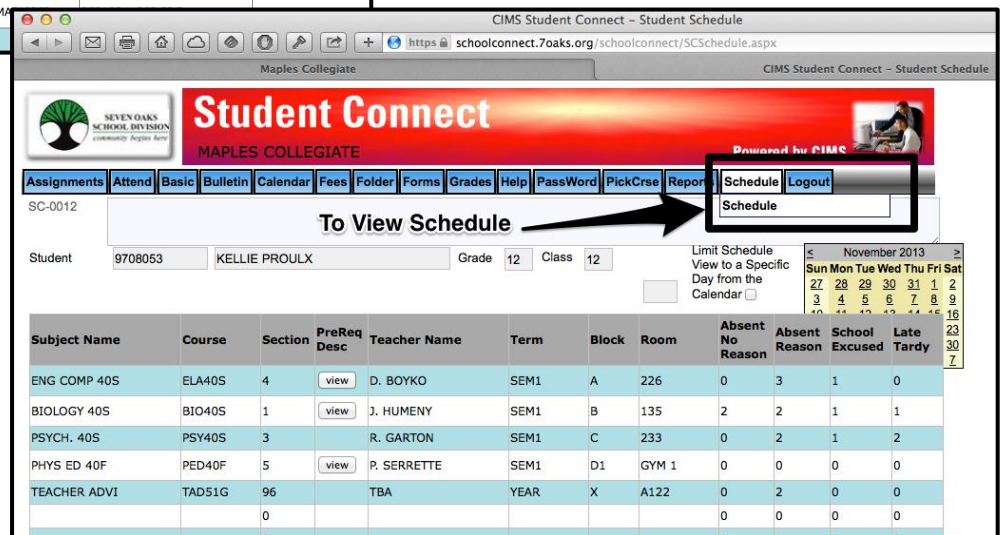 CIMS Student Connect – Student Schedule
https schoolconnect.7oaks.org/schoolconnect/SCSchedule.aspx
Maples Collegiate CIMS Student Connect – Student Schedule
SEVEN OAKS
SCHOOL DIVISION
community begins here
Student Connect
MAPLES COLLEGIATE
Powered by CIMS
Assignments Attend Basic Bulletin Calendar Fees Folder Forms Grades Help PassWord PickCrse Reports Schedule Logout
Schedule
SC-0012
To View Schedule
Student 9708053 KELLIE PROULX Grade 12 Class 12
Limit Schedule
View to a Specific
Day from the
Calendar
< November 2013 >
Sun Mon Tue Wed Thu Fri Sat
27 28 29 30 31 1 2
3 4 5 6 7 8 9
10 11 12 13 14 15 16
23
30
7
Subject Name Course Section PreReq Desc Teacher Name Term Block Room Absent No Reason Absent Reason School Excused Late Tardy
ENG COMP 40S ELA40S 4 view D. BOYKO SEM1 A 226 0 3 1 0
BIOLOGY 40S BIO40S 1 view J. HUMENY SEM1 B 135 2 2 1 1
PSYCH. 40S PSY40S 3 R. GARTON SEM1 C 233 0 2 1 2
PHYS ED 40F PED40F 5 view P. SERRETTE SEM1 D1 GYM 1 0 0 0 0
TEACHER ADVI TAD51G 96 TBA YEAR X A122 0 2 0 0
0 0 0 0 0